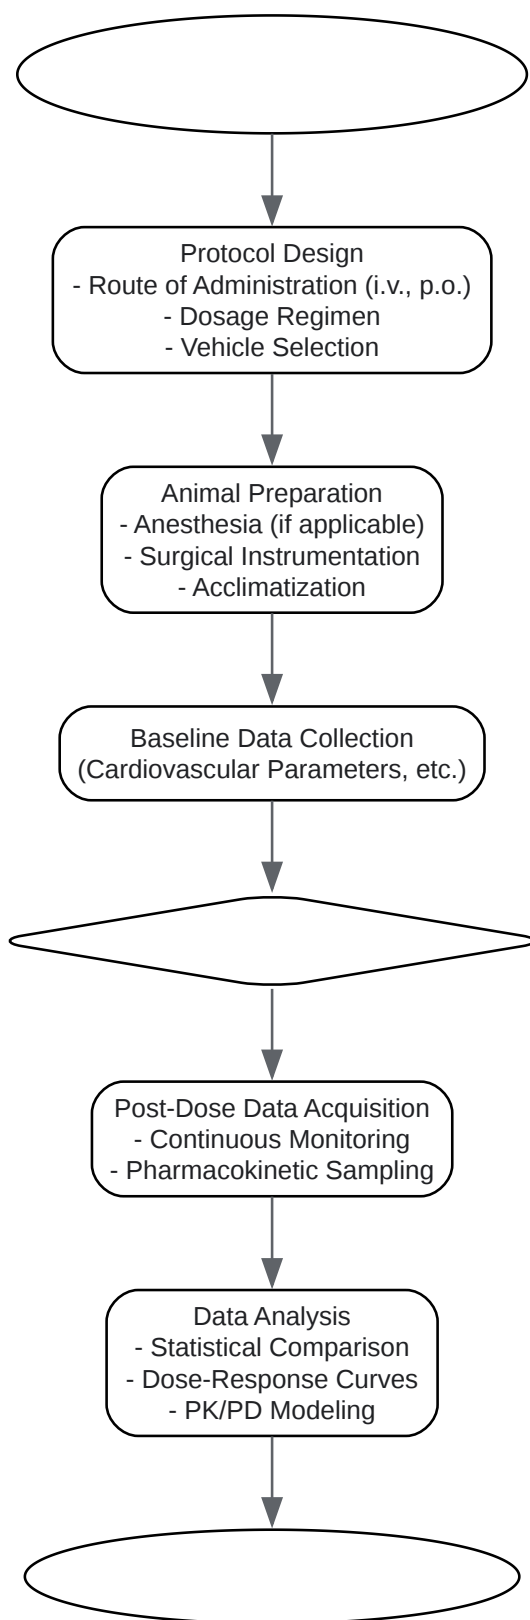 Protocol Design
- Route of Administration (i.v., p.o.)
- Dosage Regimen
- Vehicle Selection
Animal Preparation
- Anesthesia (if applicable)
- Surgical Instrumentation
- Acclimatization
Baseline Data Collection
(Cardiovascular Parameters, etc.)
Post-Dose Data Acquisition
- Continuous Monitoring
- Pharmacokinetic Sampling
Data Analysis
- Statistical Comparison
- Dose-Response Curves
- PK/PD Modeling